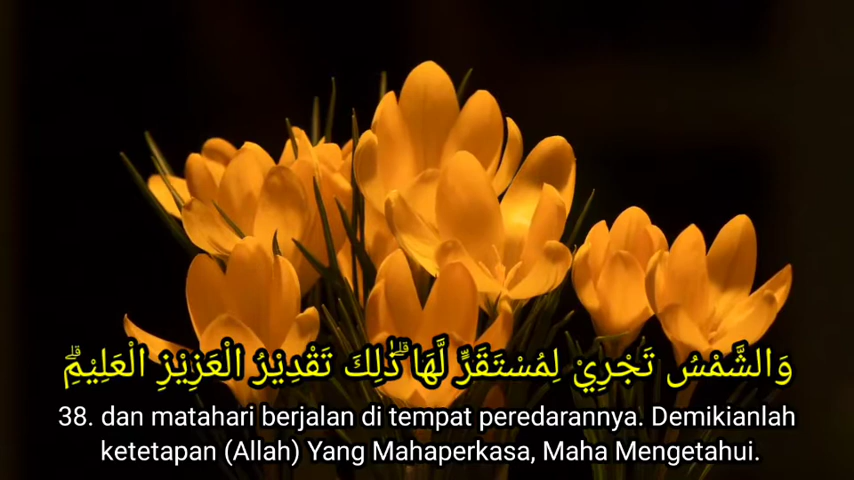 وَالشَّمْسُ تَجْرِيْ لِمُسْتَقَرٍّ لَّهَا ۗذٰلِكَ تَقْدِيْرُ الْعَزِيْزِ الْعَلِيْمِۗ
38. dan matahari berjalan di tempat peredarannya. Demikianlah
ketetapan (Allah) Yang Mahaperkasa, Maha Mengetahui.